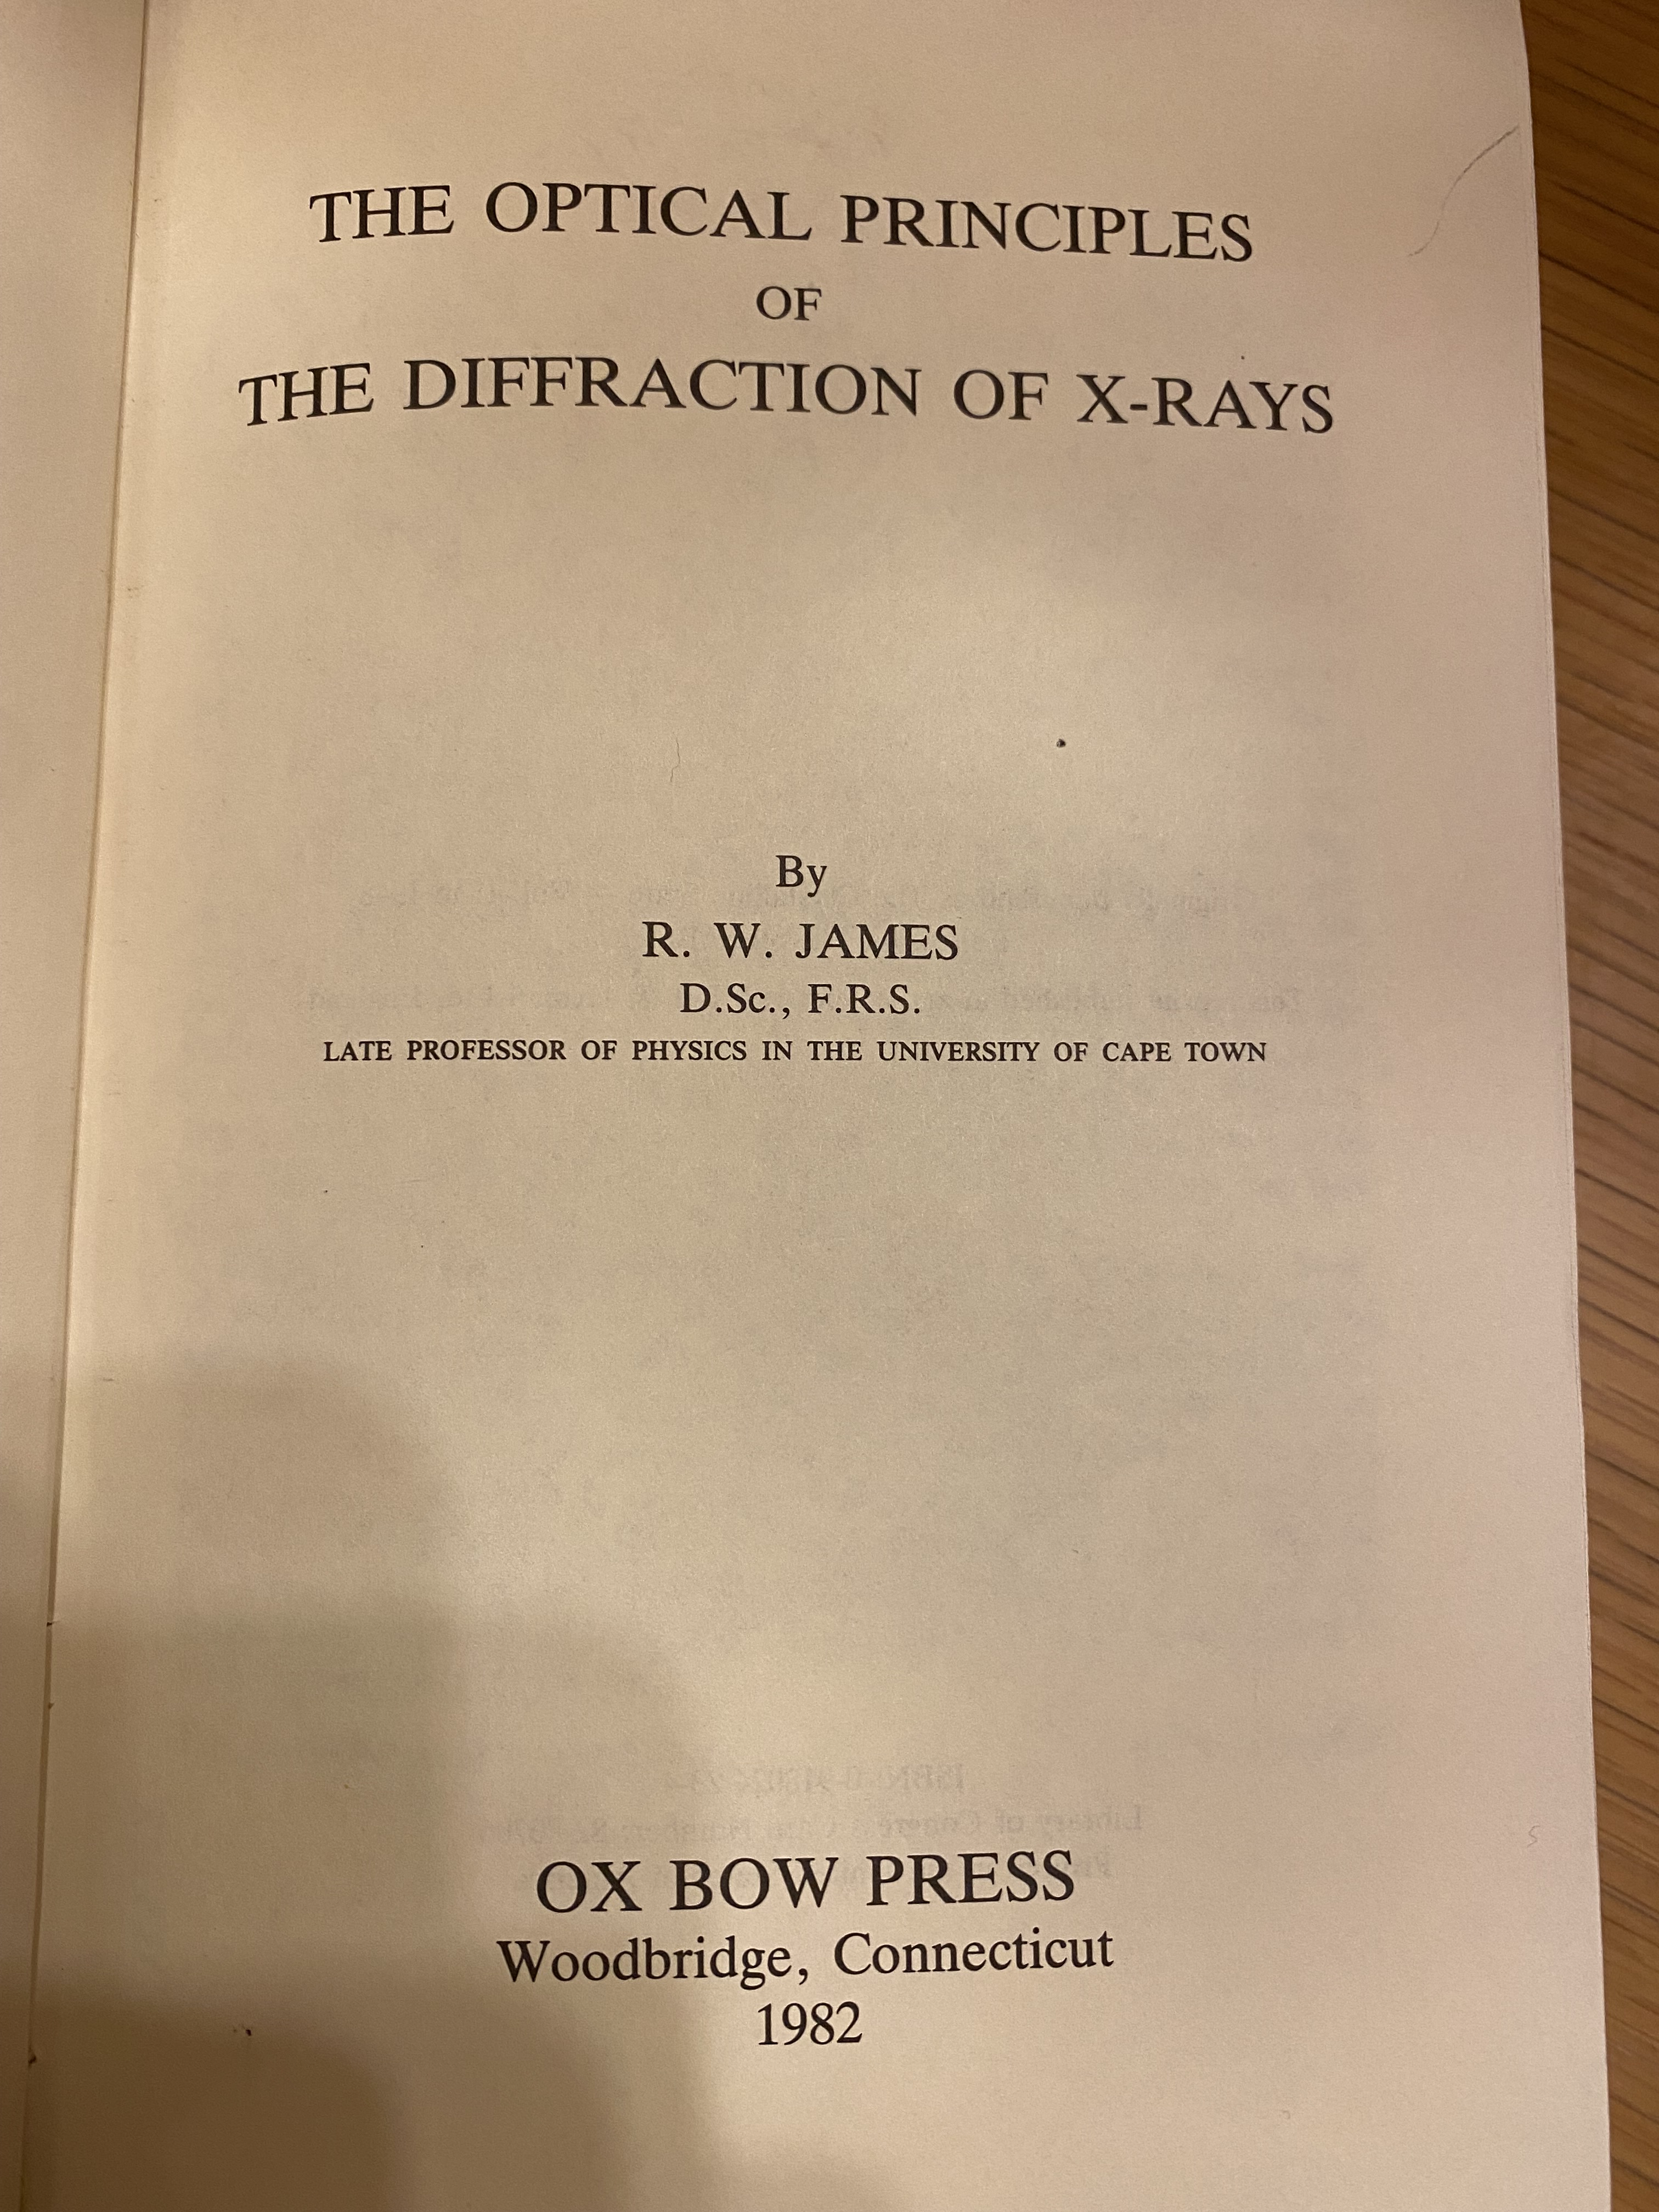 THE OPTICAL PRINCIPLES
OF
THE DIFFRACTION OF X-RAYS
By
R. W. JAMES
D.Sc., F.R.S.
LATE PROFESSOR OF PHYSICS IN THE UNIVERSITY OF CAPE TOWN
OX BOW PRESS
Woodbridge, Connecticut
1982